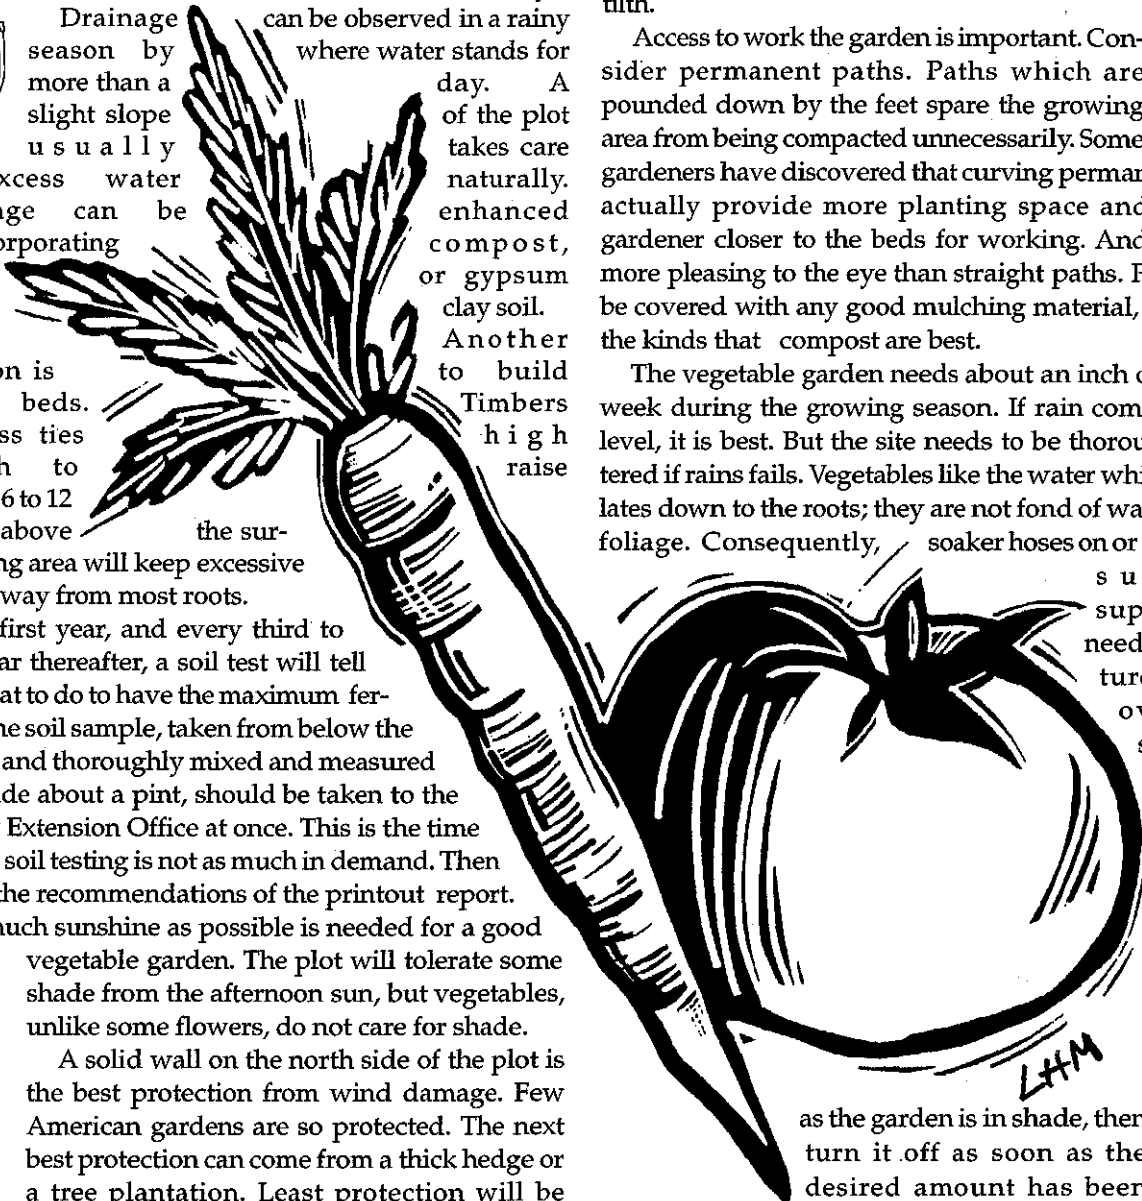 Drainage can be observed in a rainy
season by where water stands for
more than a day. A
slight slope of the plot
usually takes care
xcess water naturally.
age can be enhanced
orporating compost,
or gypsum
clay soil.
Another
on is to build
beds. Timbers
ss ties high
h to raise
6 to 12
above the sur-
ng area will keep excessive
way from most roots.
first year, and every third to
ar thereafter, a soil test will tell
at to do to have the maximum fer-
he soil sample, taken from below the
and thoroughly mixed and measured
de about a pint, should be taken to the
Extension Office at once. This is the time
soil testing is not as much in demand. Then
the recommendations of the printout report.
uch sunshine as possible is needed for a good
vegetable garden. The plot will tolerate some
shade from the afternoon sun, but vegetables,
unlike some flowers, do not care for shade.
A solid wall on the north side of the plot is
the best protection from wind damage. Few
American gardens are so protected. The next
best protection can come from a thick hedge or
a tree plantation. Least protection will be
tilth.
Access to work the garden is important. Con-
sider permanent paths. Paths which are
pounded down by the feet spare the growing
area from being compacted unnecessarily. Some
gardeners have discovered that curving perman
actually provide more planting space and
gardener closer to the beds for working. And
more pleasing to the eye than straight paths. P
be covered with any good mulching material,
the kinds that compost are best.
The vegetable garden needs about an inch o
week during the growing season. If rain com
level, it is best. But the site needs to be thorou
tered if rains fails. Vegetables like the water whi
lates down to the roots; they are not fond of wa
foliage. Consequently, soaker hoses on or
su
sup
need
ture
ov
s
LHM
as the garden is in shade, then
turn it off as soon as the
desired amount has been